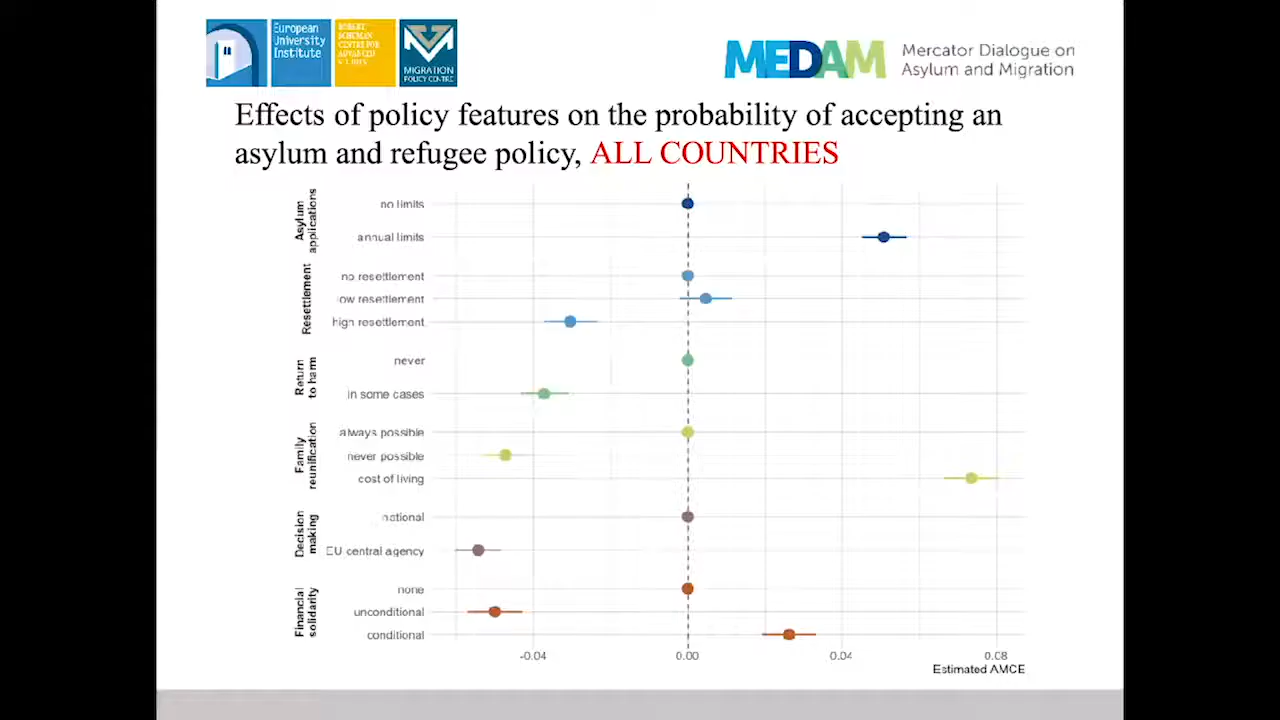 European
University
Institute
ROBERT
SCHUMAN
CENTRE FOR
ADVANCED
STUDIES
MIGRATION
POLICY CENTRE
MEDAM
Mercator Dialogue on
Asylum and Migration
Effects of policy features on the probability of accepting an
asylum and refugee policy, ALL COUNTRIES
Asylum
applications
no limits
annual limits
Resettlement
no resettlement
low resettlement
high resettlement
Return
to harm
never
in some cases
Family
reunification
always possible
never possible
cost of living
Decision
making
national
EU central agency
Financial
solidarity
none
unconditional
conditional
-0.04
0.00
0.04
0.08
Estimated AMCE